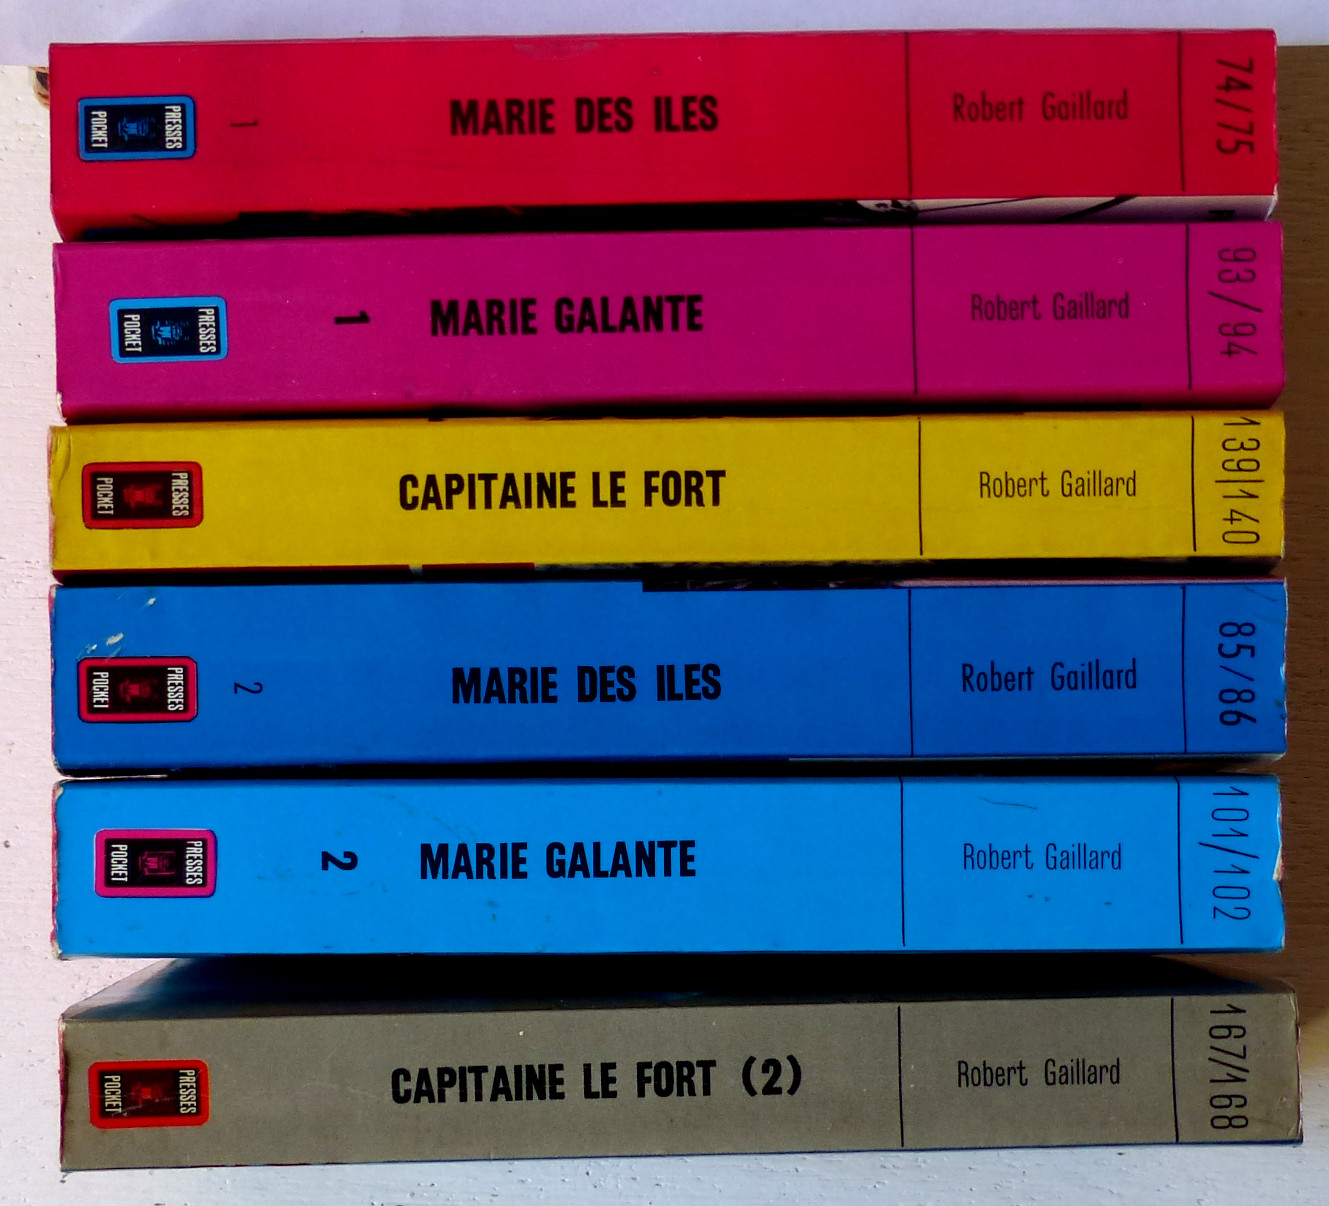 PRESSES
POCKET
1
MARIE DES ILES
Robert Gaillard
74/75
PRESSES
POCKET
1
MARIE GALANTE
Robert Gaillard
93/94
PRESSES
POCKET
CAPITAINE LE FORT
Robert Gaillard
139|140
PRESSES
POCKET
2
MARIE DES ILES
Robert Gaillard
85/86
PRESSES
POCKET
2
MARIE GALANTE
Robert Gaillard
101/102
PRESSES
POCKET
CAPITAINE LE FORT (2)
Robert Gaillard
167/168